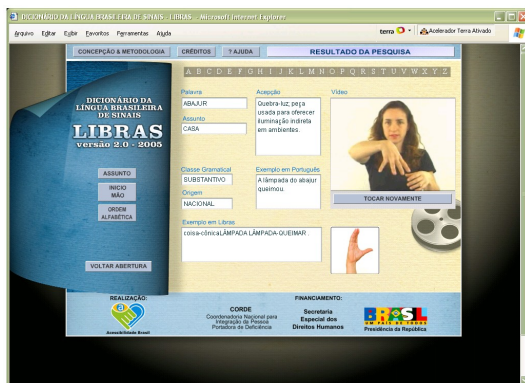 DICIONÁRIO DA LÍNGUA BRASILEIRA DE SINAIS - LIBRAS - Microsoft Internet Explorer
Arquivo Editar Exibir Favoritos Ferramentas Ajuda
terra
Acelerador Terra Ativado
CONCEPÇÃO & METODOLOGIA CRÉDITOS ? AJUDA RESULTADO DA PESQUISA
A B C D E F G H I J K L M N O P Q R S T U V W X Y Z
DICIONÁRIO DA
LÍNGUA BRASILEIRA
DE SINAIS
LIBRAS
versão 2.0 - 2005
ASSUNTO
INICIO
MÃO
ORDEM
ALFABÉTICA
VOLTAR ABERTURA
Palavra
ABAJUR
Assunto
CASA
Acepção
Quebra-luz; peça
usada para oferecer
iluminação indireta
em ambientes.
Vídeo
Classe Gramatical
SUBSTANTIVO
Origem
NACIONAL
Exemplo em Português
A lâmpada do abajur
queimou.
TOCAR NOVAMENTE
Exemplo em Libras
coisa-cônicaLÂMPADA LÂMPADA-QUEIMAR
REALIZAÇÃO:
Acessibilidade Brasil
CORDE
Coordenadoria Nacional para
Integração da Pessoa
Portadora de Deficiência
FINANCIAMENTO:
Secretaria
Especial dos
Direitos Humanos
BRASIL
UM PAÍS DE TODOS
Presidência da República